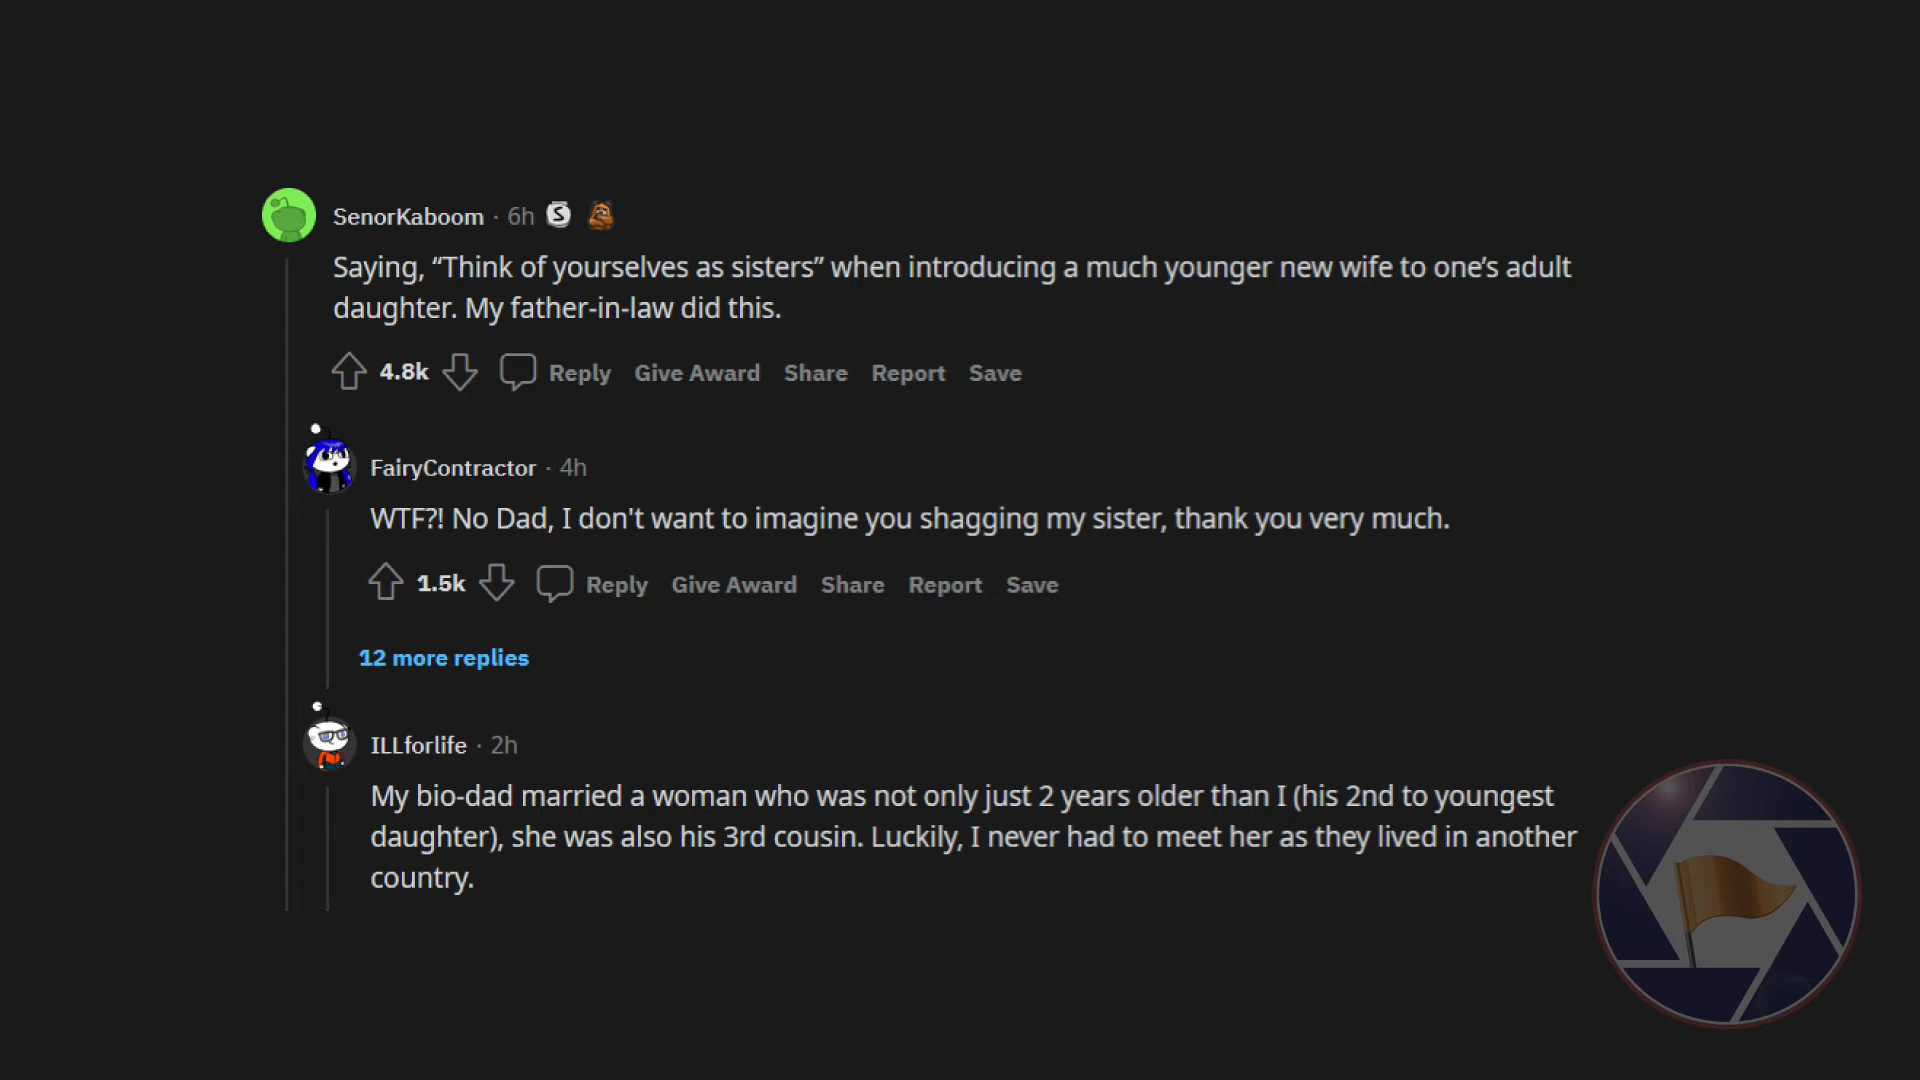 SenorKaboom · 6h S
Saying, “Think of yourselves as sisters” when introducing a much younger new wife to one’s adult
daughter. My father-in-law did this.
4.8k Reply Give Award Share Report Save
FairyContractor · 4h
WTF?! No Dad, I don't want to imagine you shagging my sister, thank you very much.
1.5k Reply Give Award Share Report Save
12 more replies
ILLforlife · 2h
My bio-dad married a woman who was not only just 2 years older than I (his 2nd to youngest
daughter), she was also his 3rd cousin. Luckily, I never had to meet her as they lived in another
country.